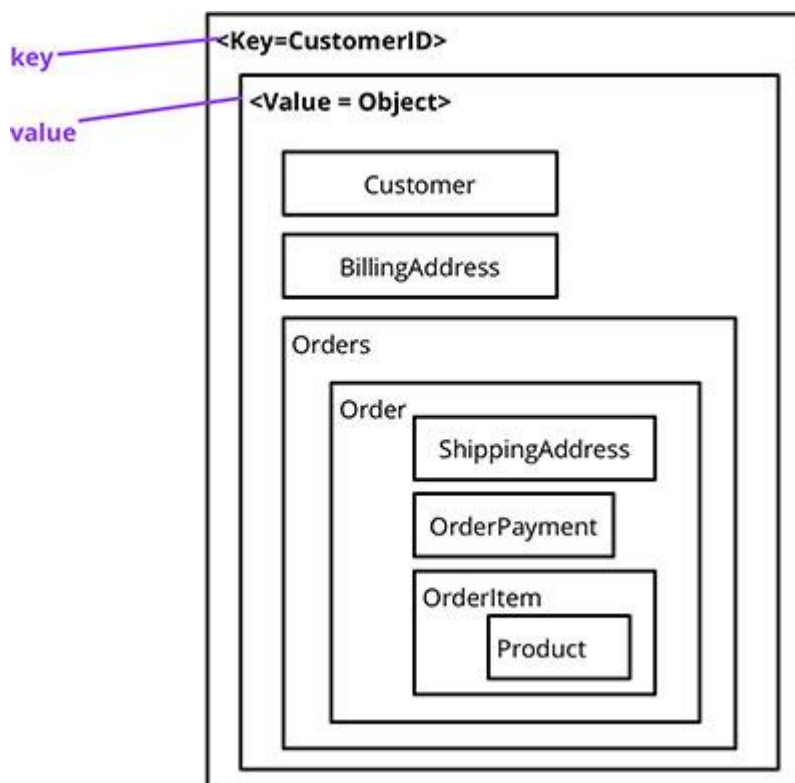 <Key=CustomerID>
key
<Value = Object>
value
Customer
BillingAddress
Orders
Order
ShippingAddress
OrderPayment
OrderItem
Product